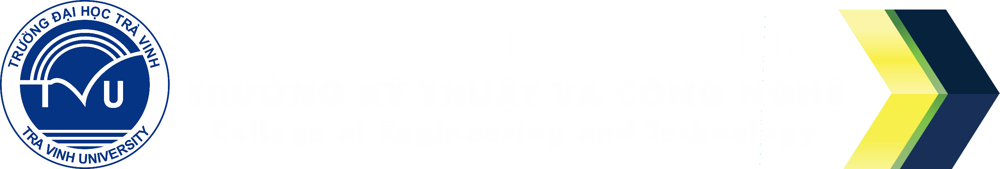 TRƯỜNG ĐẠI HỌC TRÀ VINH
T U
TRA VINH UNIVERSITY
TRƯỜNG KỸ THUẬT VÀ CÔNG NGHỆ
College of Engineering and Technology